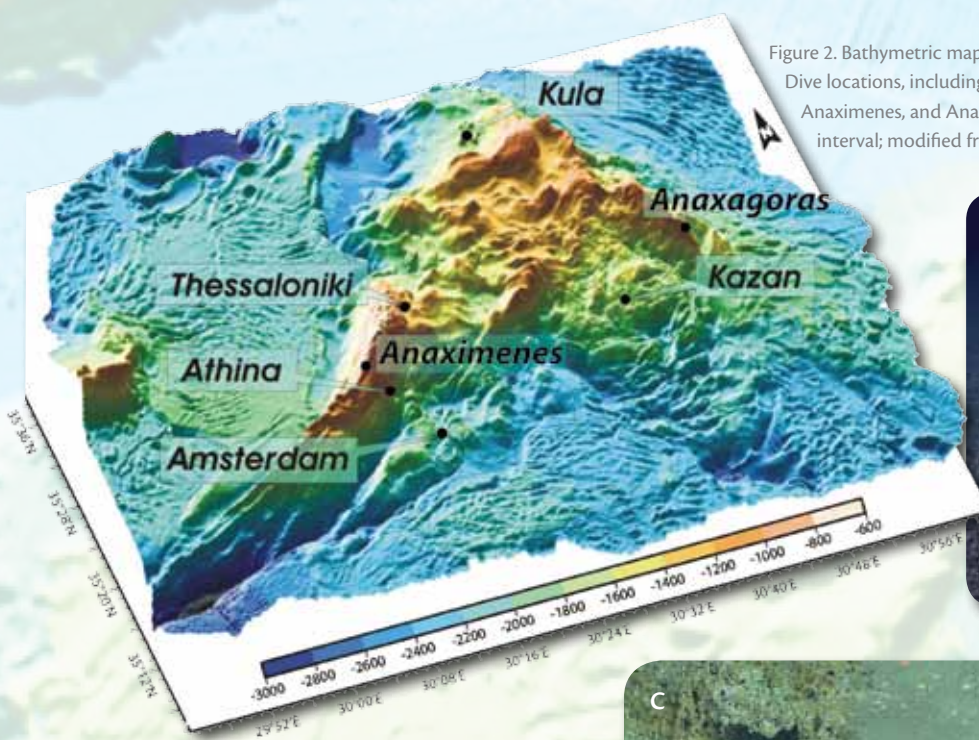 Figure 2. Bathymetric map
Dive locations, including
Anaximenes, and Ana
interval; modified fr
Kula
N
Anaxagoras
Thessaloniki
Kazan
Anaximenes
Athina
Amsterdam
35°36'N
35°28'N
35°20'N
35°12'N
-3000
-2800
-2600
-2400
-2200
-2000
-1800
-1600
-1400
-1200
-1000
-800
-600
29°52'E
30°00'E
30°08'E
30°16'E
30°24'E
30°32'E
30°40'E
30°48'E
30°56'E
C